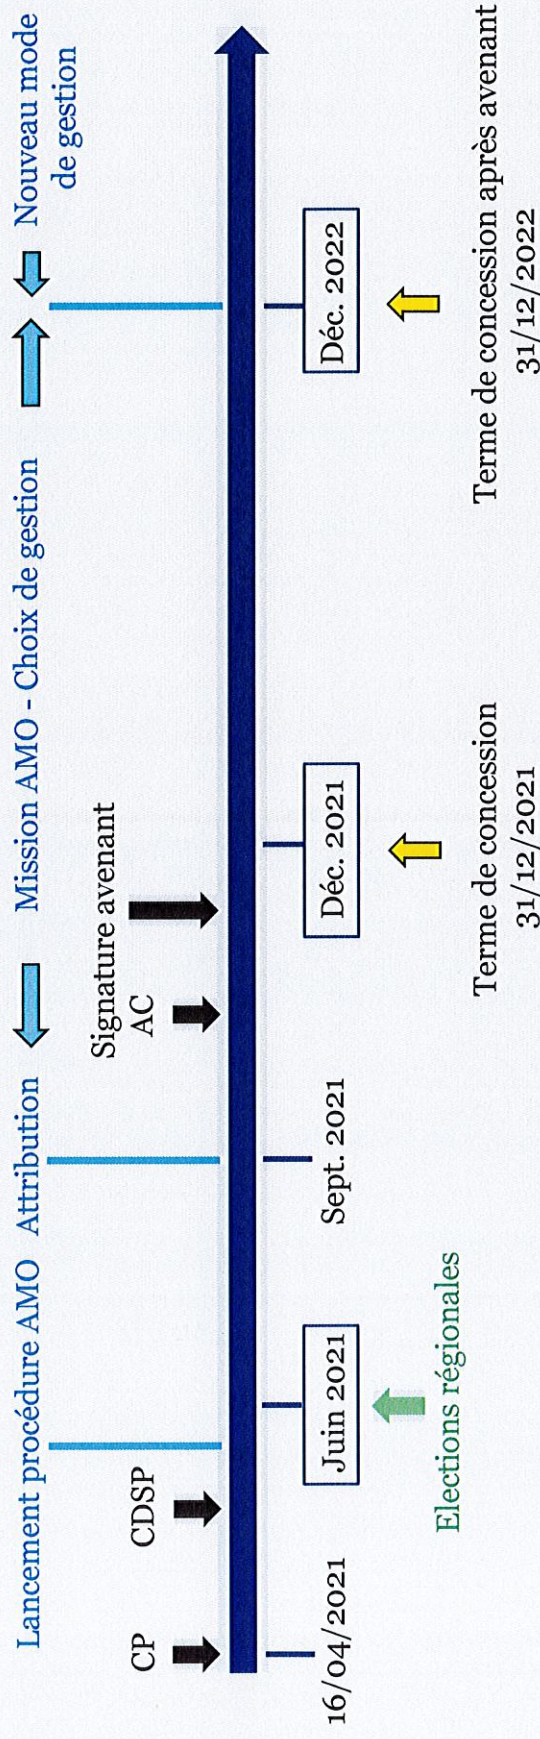 Lancement procédure AMO
Attribution
Mission AMO - Choix de gestion
Nouveau mode
de gestion
CP
CDSP
Signature avenant
AC
16/04/2021
Juin 2021
Sept. 2021
Déc. 2021
Déc. 2022
Elections régionales
Terme de concession
31/12/2021
Terme de concession après avenant
31/12/2022